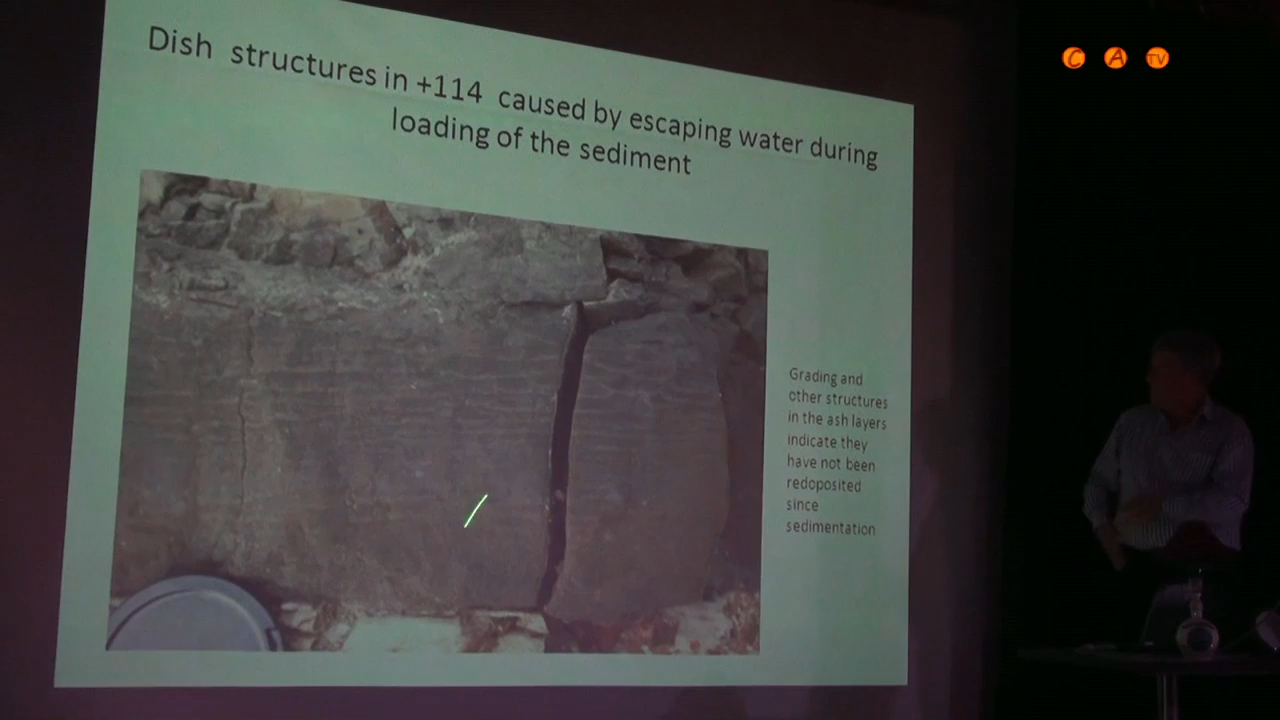 C A TV
Dish structures in +114 caused by escaping water during
loading of the sediment
Grading and
other structures
in the ash layers
indicate they
have not been
redoposited
since
sedimentation